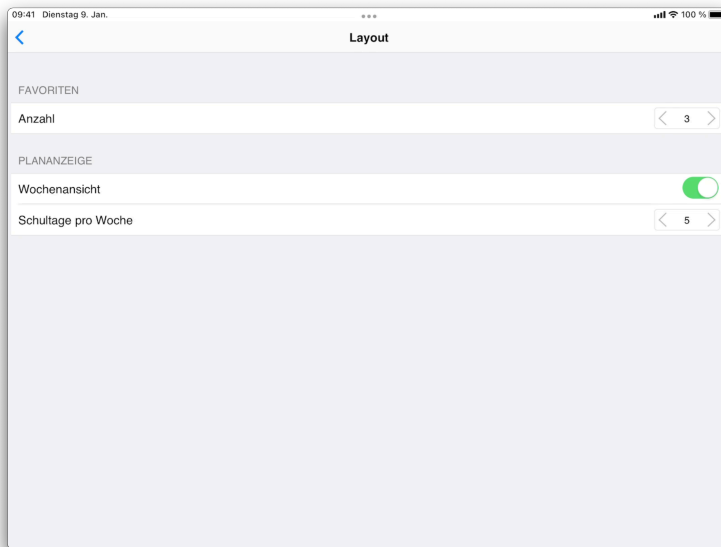 09:41 Dienstag 9. Jan.
100 %
Layout
FAVORITEN
Anzahl
3
PLANANZEIGE
Wochenansicht
Schultage pro Woche
5